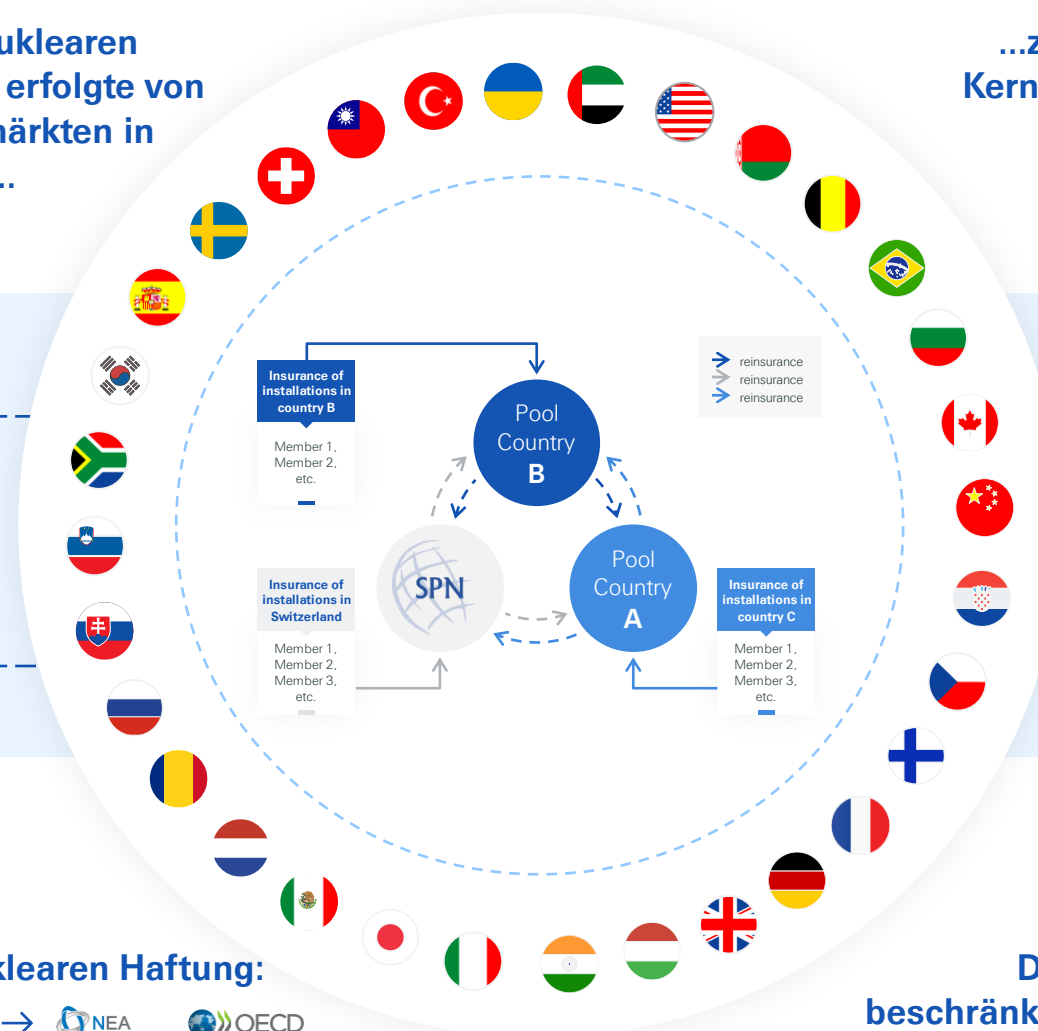 uklearen
erfolgte von
ärkten in
...
...z
Kern
Insurance of
installations in
country B
Member 1,
Member 2,
etc.
reinsurance
reinsurance
reinsurance
Pool
Country
B
SPN
Pool
Country
A
Insurance of
installations in
Switzerland
Member 1,
Member 2,
Member 3,
etc.
Insurance of
installations in
country C
Member 1,
Member 2,
Member 3,
etc.
klearen Haftung:
NEA
OECD
D
beschränk